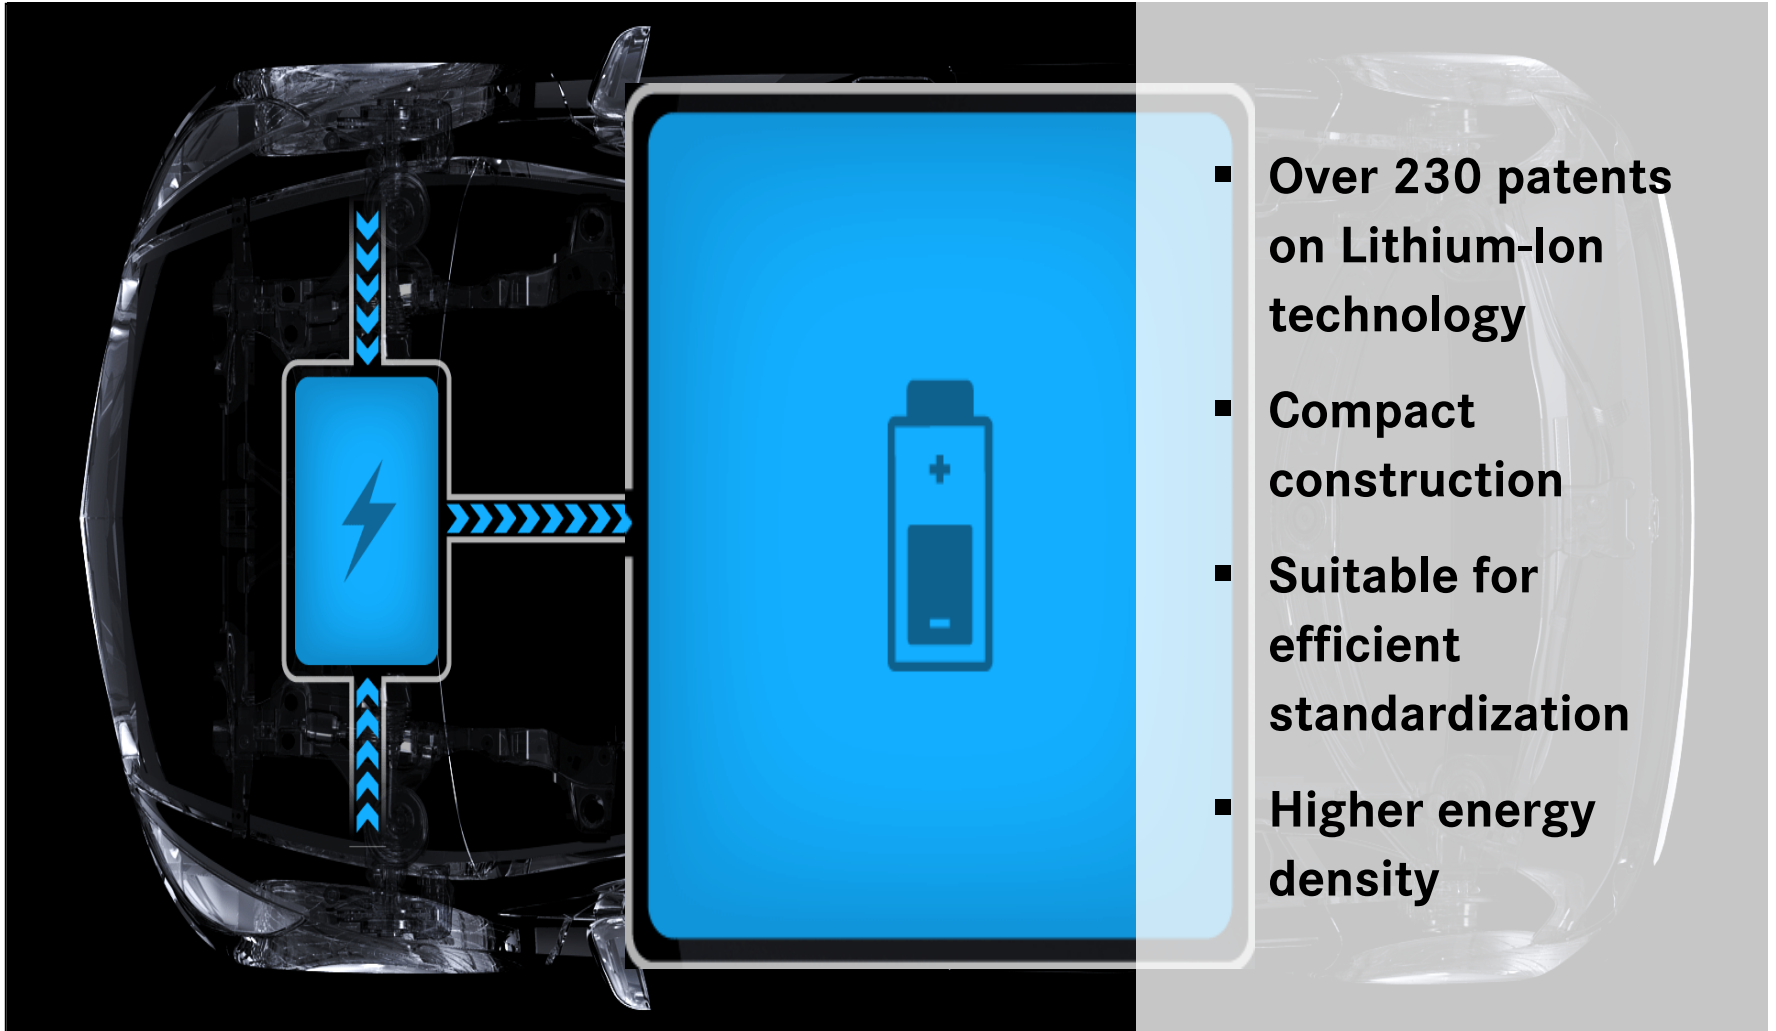 ▪ Over 230 patents
on Lithium-Ion
technology
▪ Compact
construction
▪ Suitable for
efficient
standardization
▪ Higher energy
density